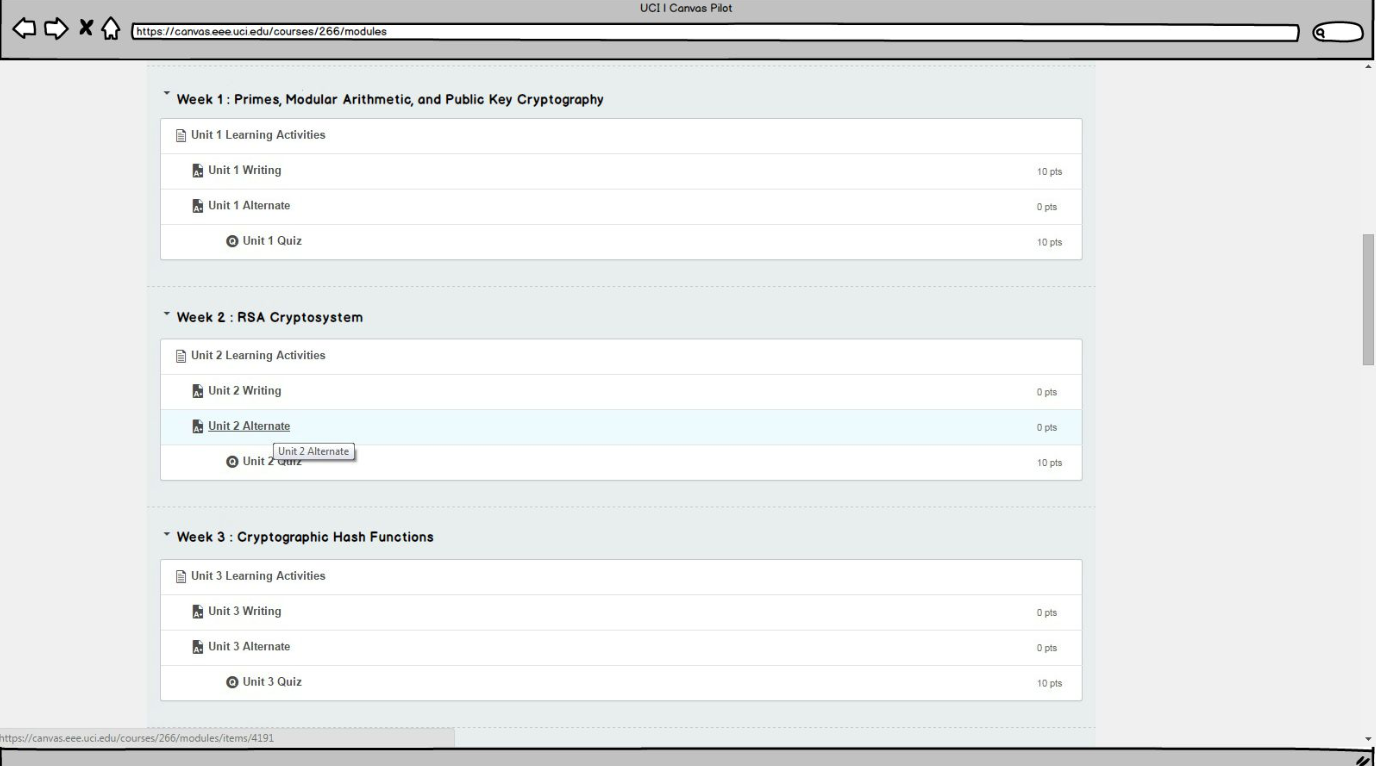 UCI | Canvas Pilot
https://canvas.eee.uci.edu/courses/266/modules
Week 1 : Primes, Modular Arithmetic, and Public Key Cryptography
Unit 1 Learning Activities
Unit 1 Writing 10 pts
Unit 1 Alternate 0 pts
Unit 1 Quiz 10 pts
Week 2 : RSA Cryptosystem
Unit 2 Learning Activities
Unit 2 Writing 0 pts
Unit 2 Alternate 0 pts
Unit 2 Alternate
Unit 2 Quiz 10 pts
Week 3 : Cryptographic Hash Functions
Unit 3 Learning Activities
Unit 3 Writing 0 pts
Unit 3 Alternate 0 pts
Unit 3 Quiz 10 pts
https://canvas.eee.uci.edu/courses/266/modules/items/4191